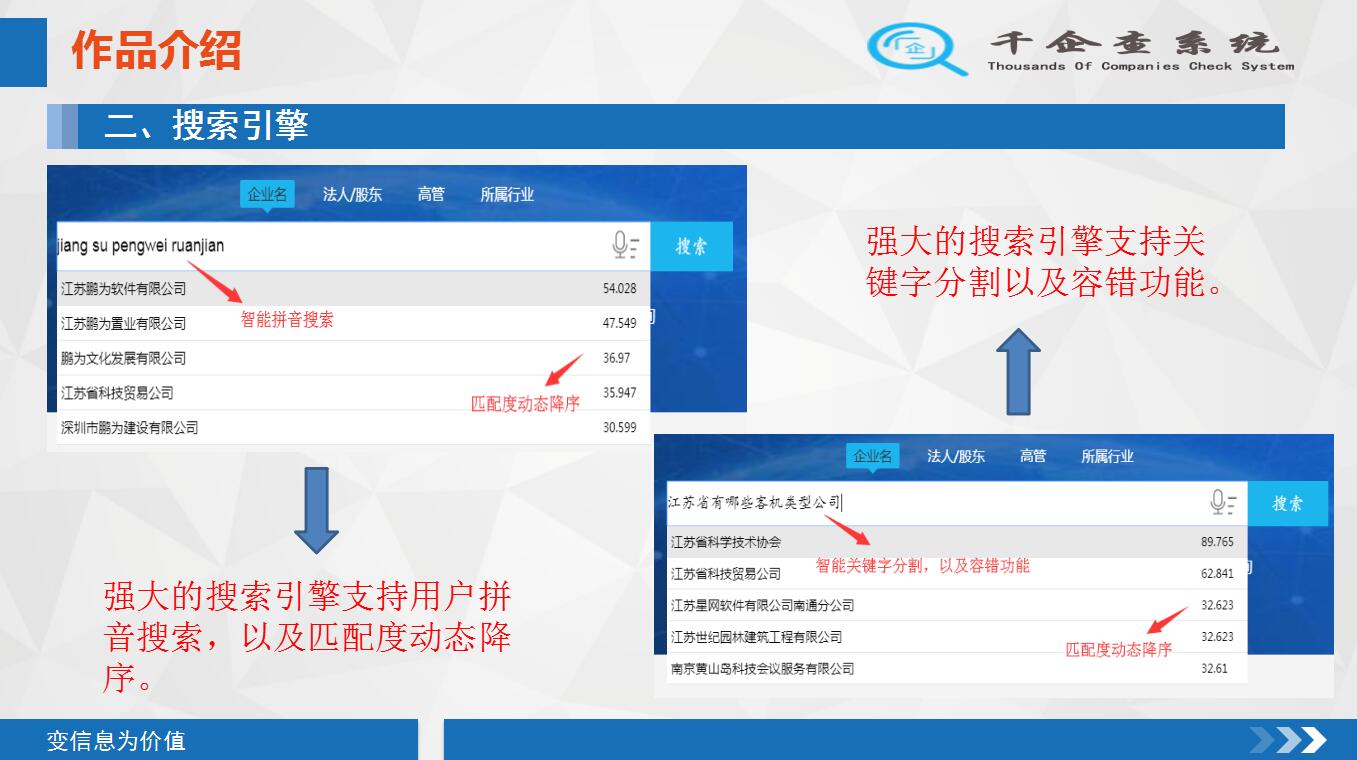 作品介绍
企
千企查系统
Thousands Of Companies Check System
二、搜索引擎
企业名 法人/股东 高管 所属行业
jiang su pengwei ruanjian 搜索
江苏鹏为软件有限公司 54.028
智能拼音搜索
江苏鹏为置业有限公司 47.549
鹏为文化发展有限公司 36.97
江苏省科技贸易公司 35.947
匹配度动态降序
深圳市鹏为建设有限公司 30.599
强大的搜索引擎支持关
键字分割以及容错功能。
强大的搜索引擎支持用户拼
音搜索，以及匹配度动态降
序。
企业名 法人/股东 高管 所属行业
江苏省有哪些客机类型公司 搜索
江苏省科学技术协会 89.765
智能关键字分割，以及容错功能
江苏省科技贸易公司 62.841
江苏星网软件有限公司南通分公司 32.623
江苏世纪园林建筑工程有限公司 32.623
匹配度动态降序
南京黄山岛科技会议服务有限公司 32.61
变信息为价值